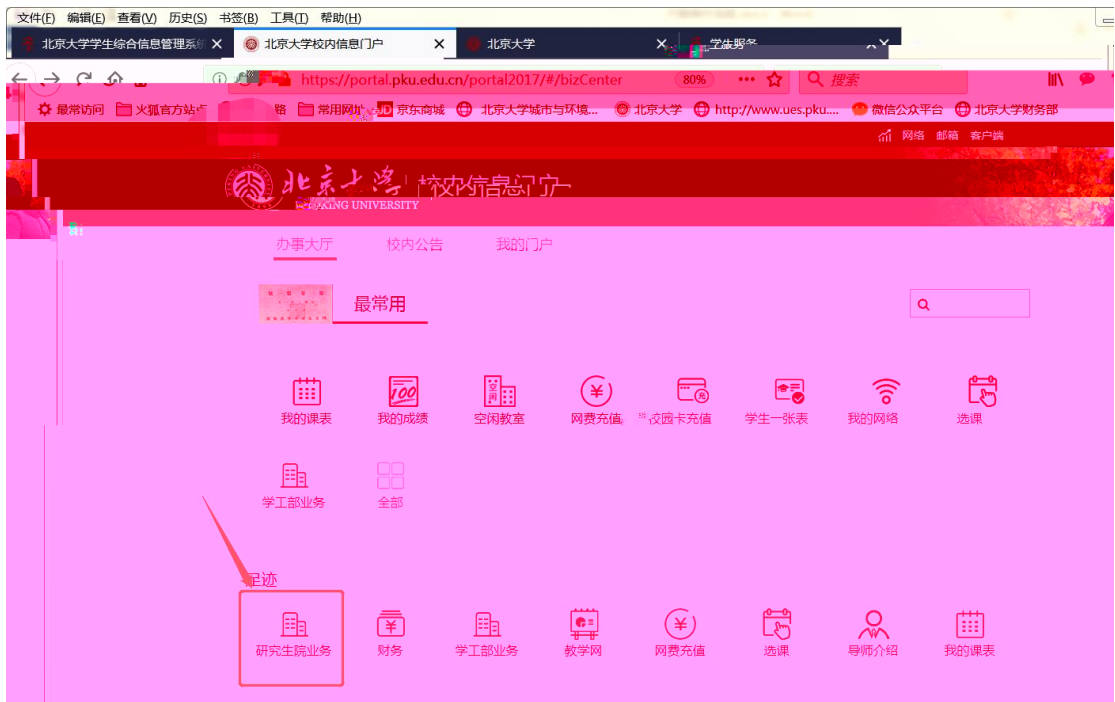 文件(F) 编辑(E) 查看(V) 历史(S) 书签(B) 工具(T) 帮助(H)
北京大学学生综合信息管理系统 北京大学校内信息门户 北京大学
https://portal.pku.edu.cn/portal2017/#/bizCenter 80% 搜索
最常访问 火狐官方站点 常用网址 JD 京东商城 北京大学城市与环境... 北京大学 http://www.ues.pku.... 微信公众平台 北京大学财务部
网络 邮箱 客户端
北京大学 校内信息门户
PEKING UNIVERSITY
办事大厅 校内公告 我的门户
最常用
100 空闲
我的课表 我的成绩 空闲教室 网费充值 校园卡充值 学生一张表 我的网络 选课
学工部业务 全部
足迹
研究生院业务 财务 学工部业务 教学网 网费充值 选课 导师介绍 我的课表